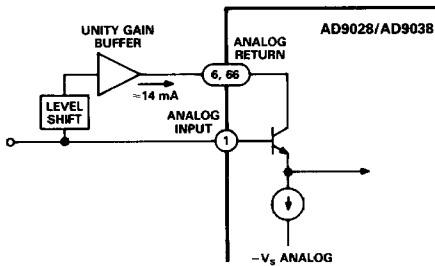 UNITY GAIN
BUFFER
AD9028/AD9038
ANALOG
RETURN
6, 66
≈14 mA
LEVEL
SHIFT
ANALOG
INPUT
1
−Vs ANALOG